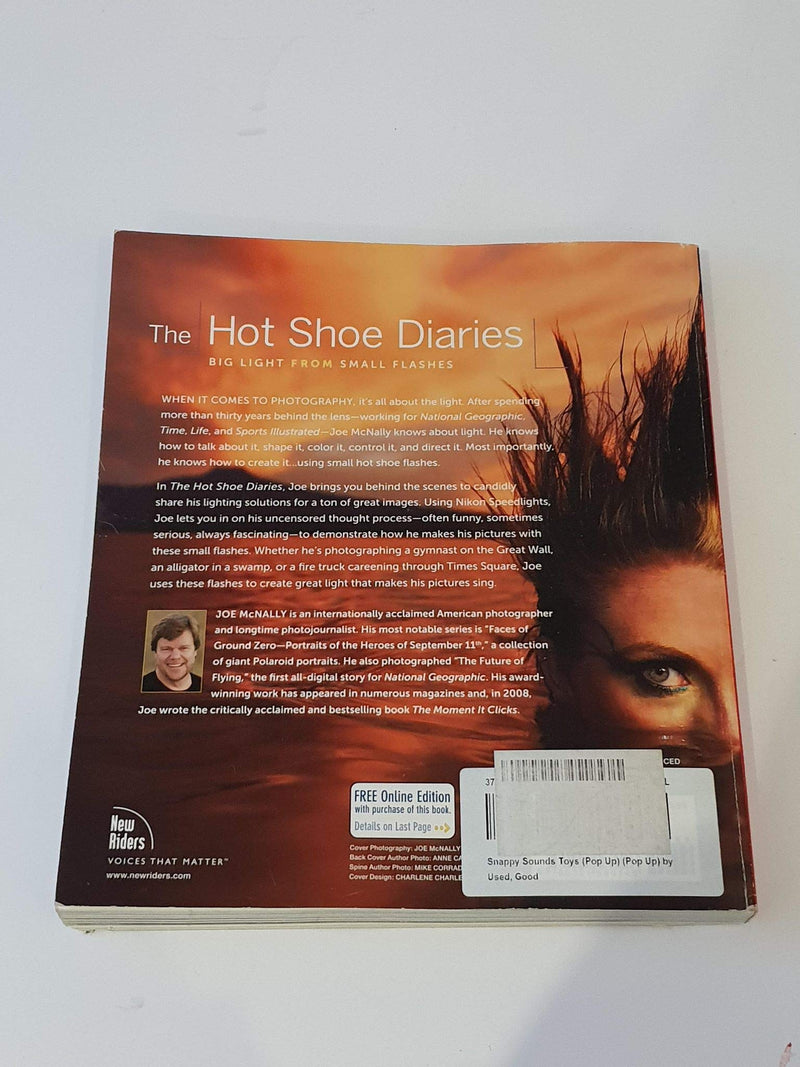 The Hot Shoe Diaries
BIG LIGHT FROM SMALL FLASHES
WHEN IT COMES TO PHOTOGRAPHY, it's all about the light. After spending
more than thirty years behind the lens—working for National Geographic,
Time, Life, and Sports Illustrated—Joe McNally knows about light. He knows
how to talk about it, shape it, color it, control it, and direct it. Most importantly,
he knows how to create it...using small hot shoe flashes.
In The Hot Shoe Diaries, Joe brings you behind the scenes to candidly
share his lighting solutions for a ton of great images. Using Nikon Speedlights,
Joe lets you in on his uncensored thought process—often funny, sometimes
serious, always fascinating—to demonstrate how he makes his pictures with
these small flashes. Whether he's photographing a gymnast on the Great Wall,
an alligator in a swamp, or a fire truck careening through Times Square, Joe
uses these flashes to create great light that makes his pictures sing.
JOE McNALLY is an internationally acclaimed American photographer
and longtime photojournalist. His most notable series is "Faces of
Ground Zero—Portraits of the Heroes of September 11th," a collection
of giant Polaroid portraits. He also photographed "The Future of
Flying," the first all-digital story for National Geographic. His award-
winning work has appeared in numerous magazines and, in 2008,
Joe wrote the critically acclaimed and bestselling book The Moment It Clicks.
New
Riders
VOICES THAT MATTER™
www.newriders.com
FREE Online Edition
with purchase of this book.
Details on Last Page
Cover Photography: JOE McNALLY
Back Cover Author Photo: ANNE CA
Spine Author Photo: MIKE CORRAD
Cover Design: CHARLENE CHARLE
CED
37
L
Snappy Sounds Toys (Pop Up) (Pop Up) by
Used, Good